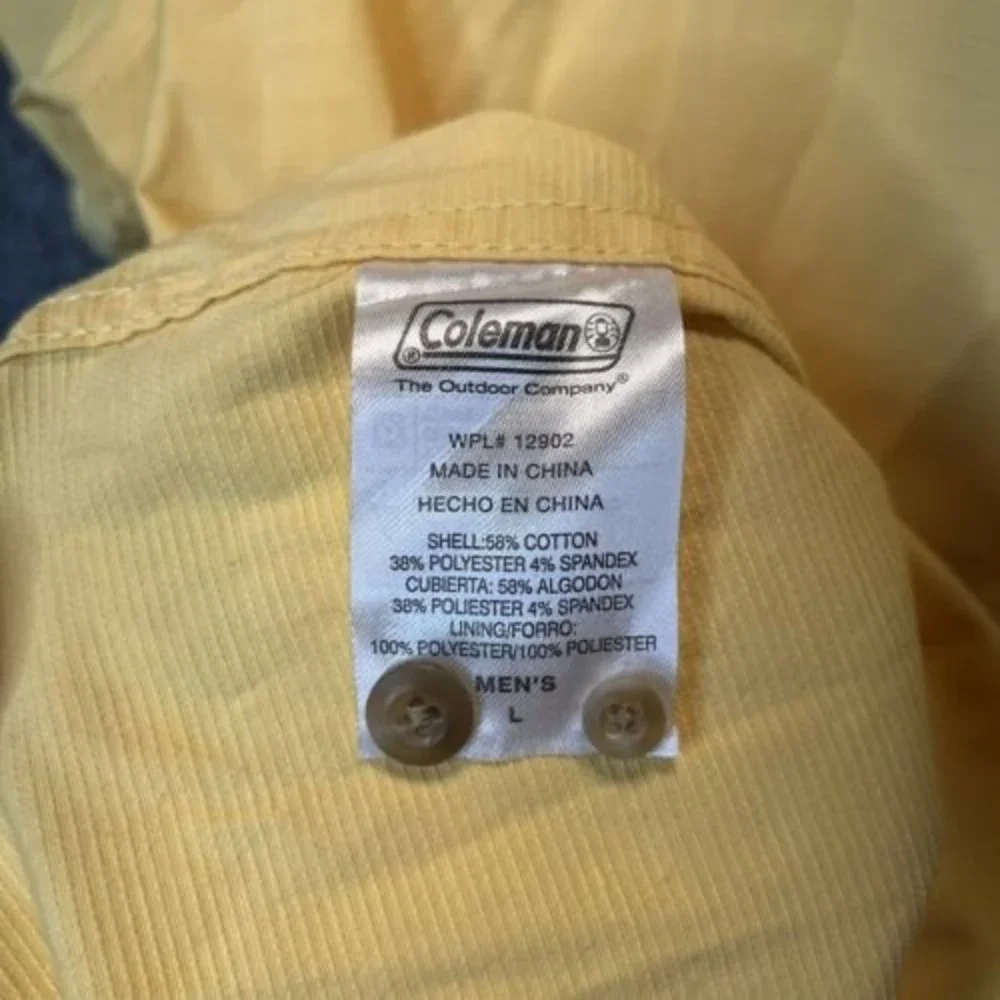 Coleman
®
The Outdoor Company®
WPL# 12902
MADE IN CHINA
HECHO EN CHINA
SHELL:58% COTTON
38% POLYESTER 4% SPANDEX
CUBIERTA: 58% ALGODON
38% POLIESTER 4% SPANDEX
LINING/FORRO:
100% POLYESTER/100% POLIESTER
MEN'S
L